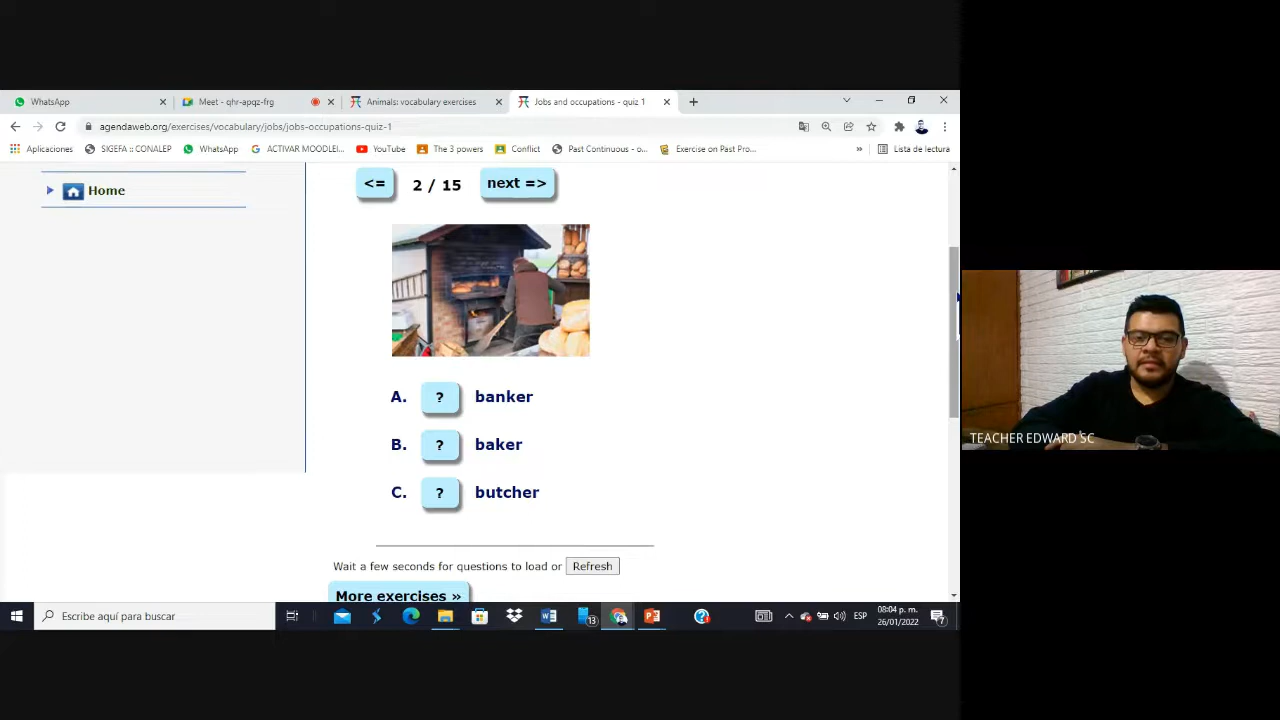 WhatsApp
Meet - qhr-apqz-frg
Animals: vocabulary exercises
Jobs and occupations - quiz 1
agendaweb.org/exercises/vocabulary/jobs/jobs-occupations-quiz-1
Aplicaciones
SIGEFA :: CONALEP
WhatsApp
ACTIVAR MOODLEI...
YouTube
The 3 powers
Conflict
Past Continuous - o...
Exercise on Past Pro...
»
Lista de lectura
Home
<=
2 / 15
next =>
A. ? banker
B. ? baker
C. ? butcher
Wait a few seconds for questions to load or Refresh
More exercises »
TEACHER EDWARD SC
Escribe aquí para buscar
13
ESP
08:04 p. m.
26/01/2022
7